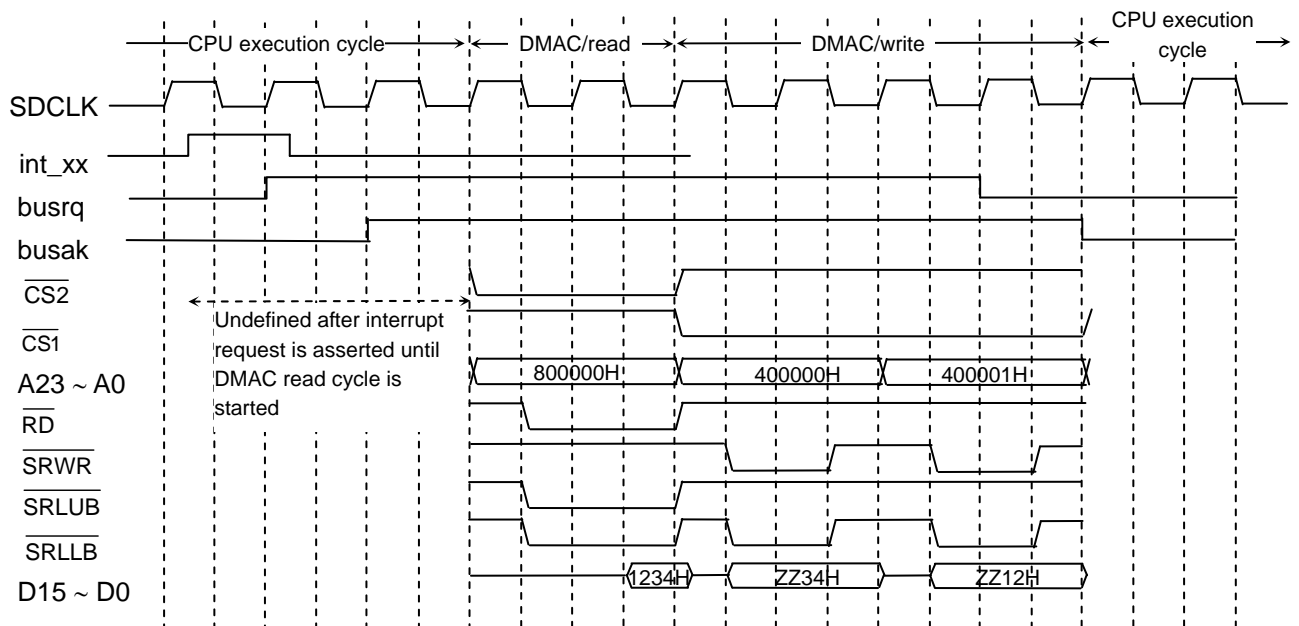 CPU execution cycle
DMAC/read
DMAC/write
CPU execution
cycle
SDCLK
int_xx
busrq
busak
CS2
Undefined after interrupt
request is asserted until
DMAC read cycle is
started
CS1
A23 ~ A0
800000H
400000H
400001H
RD
SRWR
SRLUB
SRLLB
D15 ~ D0
1234H
ZZ34H
ZZ12H